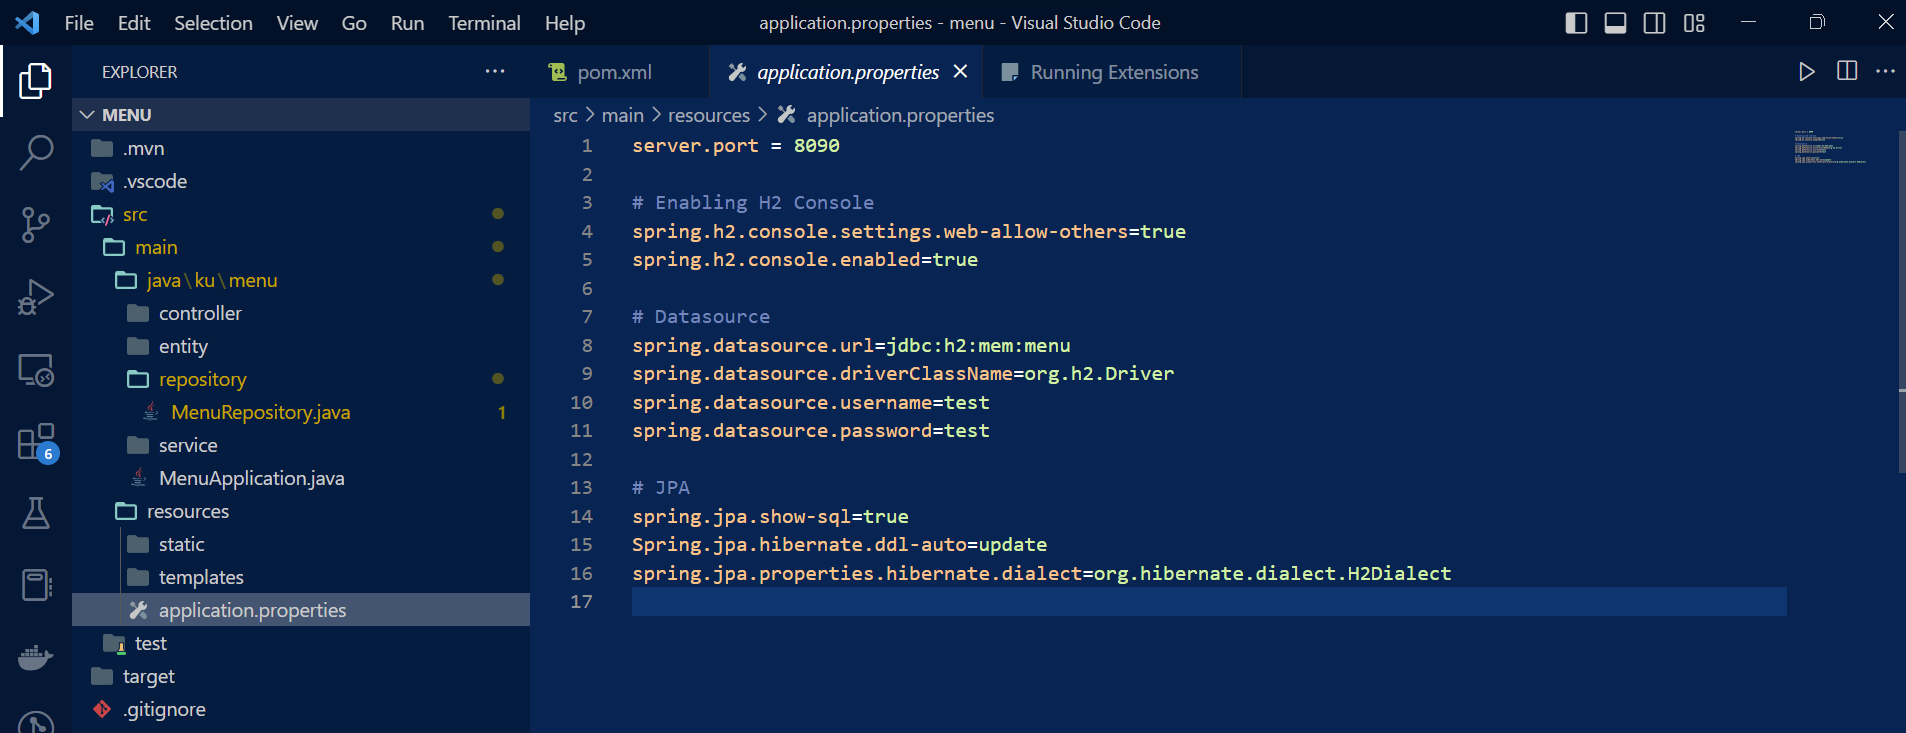 File Edit Selection View Go Run Terminal Help
application.properties - menu - Visual Studio Code
EXPLORER
MENU
.mvn
.vscode
src
main
java\ku\menu
controller
entity
repository
MenuRepository.java 1
service
MenuApplication.java
resources
static
templates
application.properties
test
target
.gitignore
6
pom.xml
application.properties
Running Extensions
src > main > resources > application.properties
1 server.port = 8090
2
3 # Enabling H2 Console
4 spring.h2.console.settings.web-allow-others=true
5 spring.h2.console.enabled=true
6
7 # Datasource
8 spring.datasource.url=jdbc:h2:mem:menu
9 spring.datasource.driverClassName=org.h2.Driver
10 spring.datasource.username=test
11 spring.datasource.password=test
12
13 # JPA
14 spring.jpa.show-sql=true
15 Spring.jpa.hibernate.ddl-auto=update
16 spring.jpa.properties.hibernate.dialect=org.hibernate.dialect.H2Dialect
17